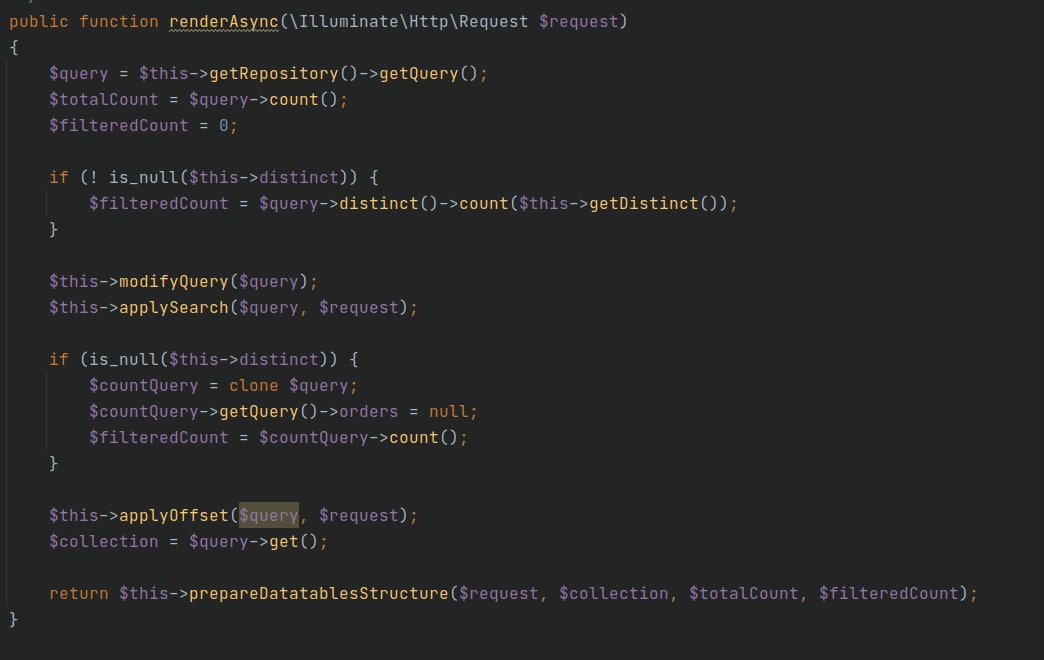 public function renderAsync(\Illuminate\Http\Request $request)
{
    $query = $this->getRepository()->getQuery();
    $totalCount = $query->count();
    $filteredCount = 0;

    if (! is_null($this->distinct)) {
        $filteredCount = $query->distinct()->count($this->getDistinct());
    }

    $this->modifyQuery($query);
    $this->applySearch($query, $request);

    if (is_null($this->distinct)) {
        $countQuery = clone $query;
        $countQuery->getQuery()->orders = null;
        $filteredCount = $countQuery->count();
    }

    $this->applyOffset($query, $request);
    $collection = $query->get();

    return $this->prepareDatatablesStructure($request, $collection, $totalCount, $filteredCount);
}